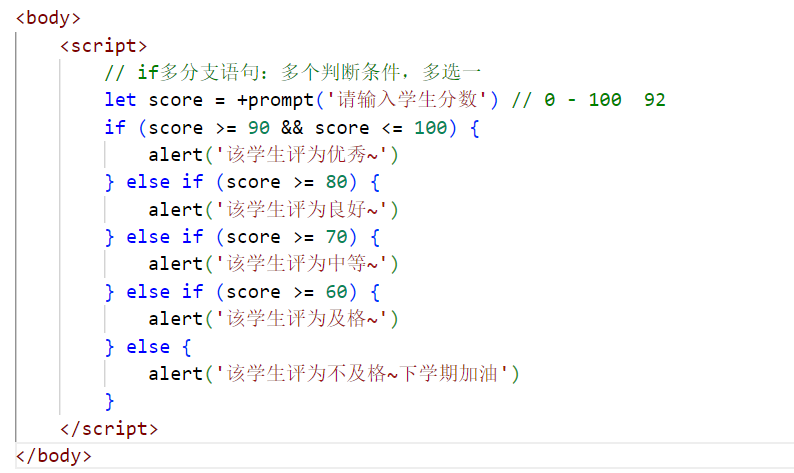 <body>
<script>
// if多分支语句：多个判断条件，多选一
let score = +prompt('请输入学生分数') // 0 - 100  92
if (score >= 90 && score <= 100) {
alert('该学生评为优秀~')
} else if (score >= 80) {
alert('该学生评为良好~')
} else if (score >= 70) {
alert('该学生评为中等~')
} else if (score >= 60) {
alert('该学生评为及格~')
} else {
alert('该学生评为不及格~下学期加油')
}
</script>
</body>